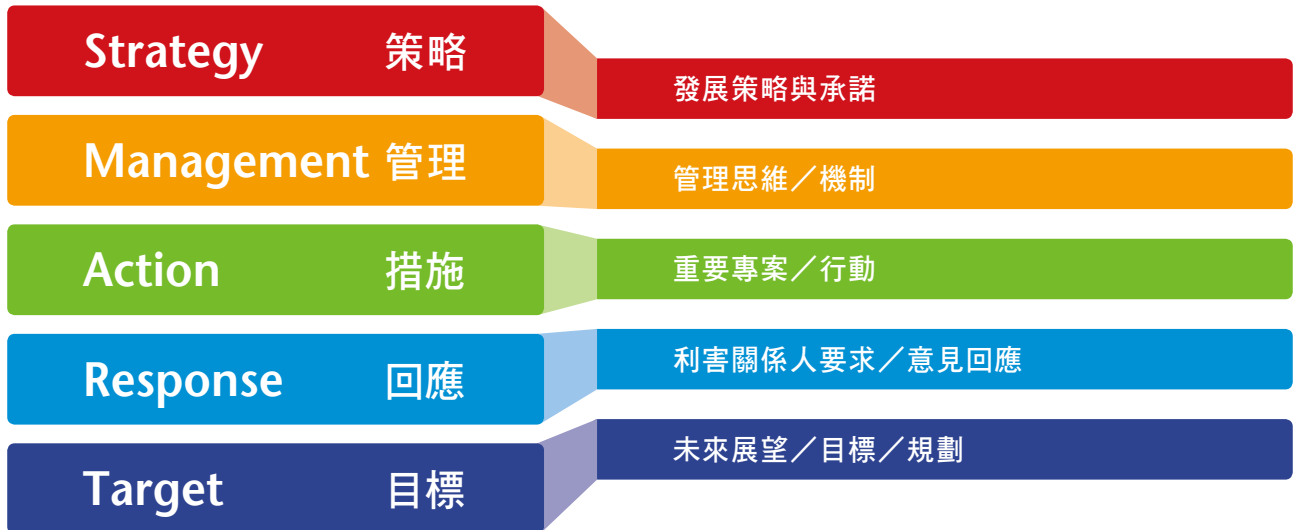 Strategy 策略
發展策略與承諾
Management 管理
管理思維／機制
Action 措施
重要專案／行動
Response 回應
利害關係人要求／意見回應
Target 目標
未來展望／目標／規劃